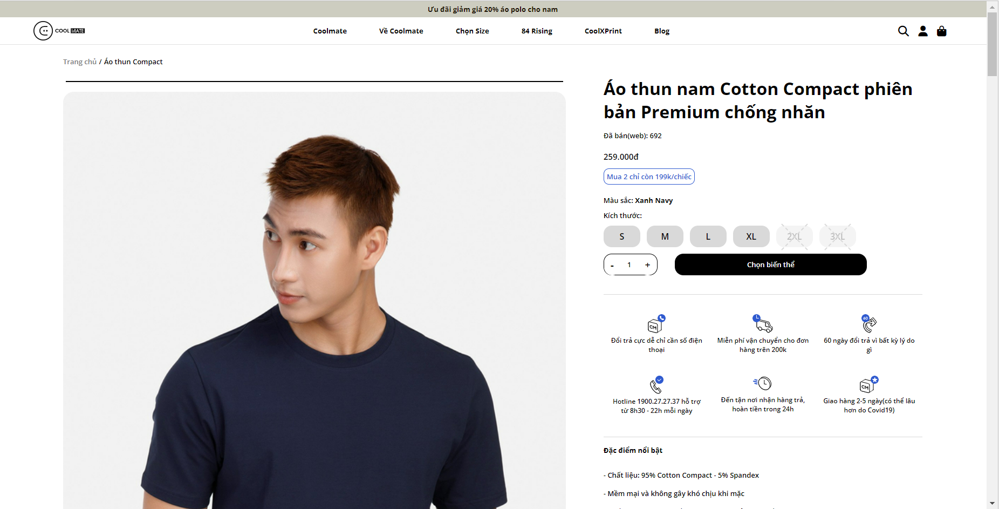 Ưu đãi giảm giá 20% áo polo cho nam
COOL MATE
Coolmate
Về Coolmate
Chọn Size
84 Rising
CoolXPrint
Blog
Trang chủ / Áo thun Compact
Áo thun nam Cotton Compact phiên
bản Premium chống nhăn
Đã bán(web): 692
259.000đ
Mua 2 chỉ còn 199k/chiếc
Màu sắc: Xanh Navy
Kích thước:
S
M
L
XL
2XL
3XL
- 1 +
Chọn biến thể
CM
60
Đổi trả cực dễ chỉ cần số điện
thoại
Miễn phí vận chuyển cho đơn
hàng trên 200k
60 ngày đổi trả vì bất kỳ lý do
gì
CM
Hotline 1900.27.27.37 hỗ trợ
từ 8h30 - 22h mỗi ngày
Đến tận nơi nhận hàng trả,
hoàn tiền trong 24h
Giao hàng 2-5 ngày(có thể lâu
hơn do Covid19)
Đặc điểm nổi bật
- Chất liệu: 95% Cotton Compact - 5% Spandex
- Mềm mại và không gây khó chịu khi mặc